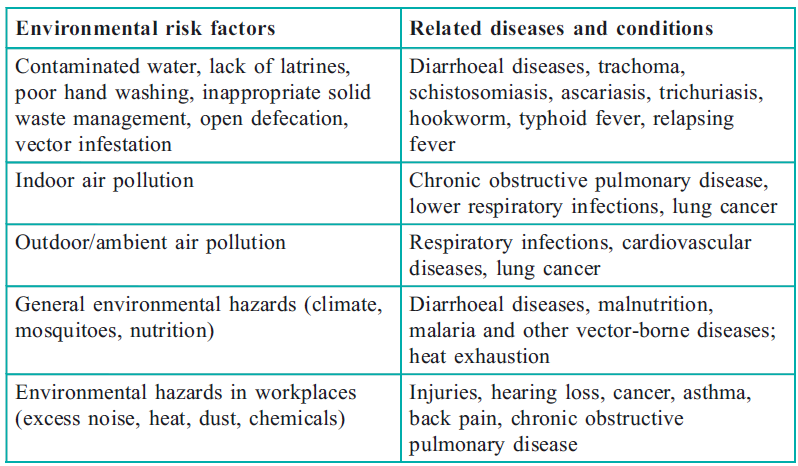 Environmental risk factors
Related diseases and conditions
Contaminated water, lack of latrines,
poor hand washing, inappropriate solid
waste management, open defecation,
vector infestation
Diarrhoeal diseases, trachoma,
schistosomiasis, ascariasis, trichuriasis,
hookworm, typhoid fever, relapsing
fever
Indoor air pollution
Chronic obstructive pulmonary disease,
lower respiratory infections, lung cancer
Outdoor/ambient air pollution
Respiratory infections, cardiovascular
diseases, lung cancer
General environmental hazards (climate,
mosquitoes, nutrition)
Diarrhoeal diseases, malnutrition,
malaria and other vector-borne diseases;
heat exhaustion
Environmental hazards in workplaces
(excess noise, heat, dust, chemicals)
Injuries, hearing loss, cancer, asthma,
back pain, chronic obstructive
pulmonary disease